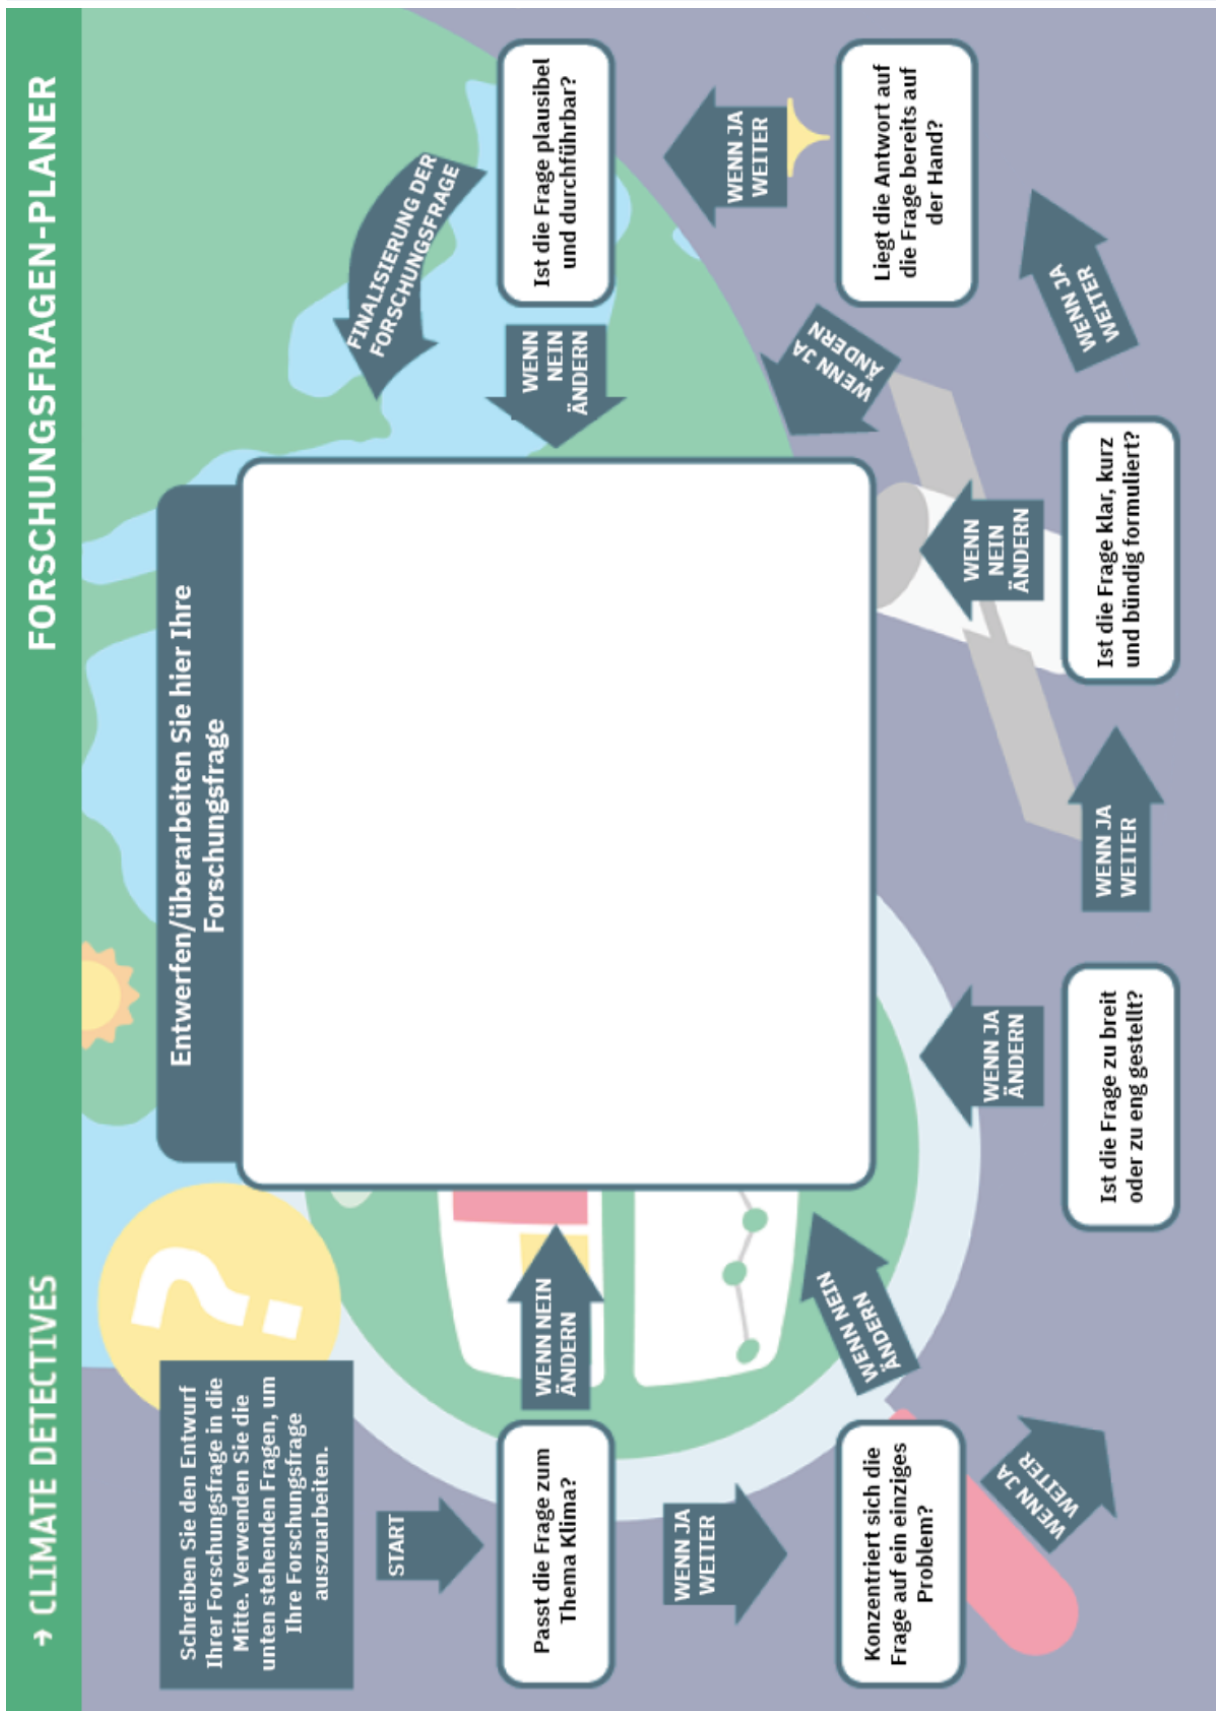 → CLIMATE DETECTIVES
FORSCHUNGSFRAGEN-PLANER
Schreiben Sie den Entwurf
Ihrer Forschungsfrage in die
Mitte. Verwenden Sie die
unten stehenden Fragen, um
Ihre Forschungsfrage
auszuarbeiten.
Entwerfen/überarbeiten Sie hier Ihre
Forschungsfrage
START
Passt die Frage zum
Thema Klima?
WENN NEIN
ÄNDERN
WENN JA
WEITER
Konzentriert sich die
Frage auf ein einziges
Problem?
WENN NEIN
ÄNDERN
WENN JA
WEITER
Ist die Frage zu breit
oder zu eng gestellt?
WENN JA
ÄNDERN
WENN JA
WEITER
Ist die Frage klar, kurz
und bündig formuliert?
WENN
NEIN
ÄNDERN
WENN JA
WEITER
Liegt die Antwort auf
die Frage bereits auf
der Hand?
WENN JA
ÄNDERN
WENN JA
WEITER
Ist die Frage plausibel
und durchführbar?
WENN
NEIN
ÄNDERN
FINALISIERUNG DER
FORSCHUNGSFRAGE